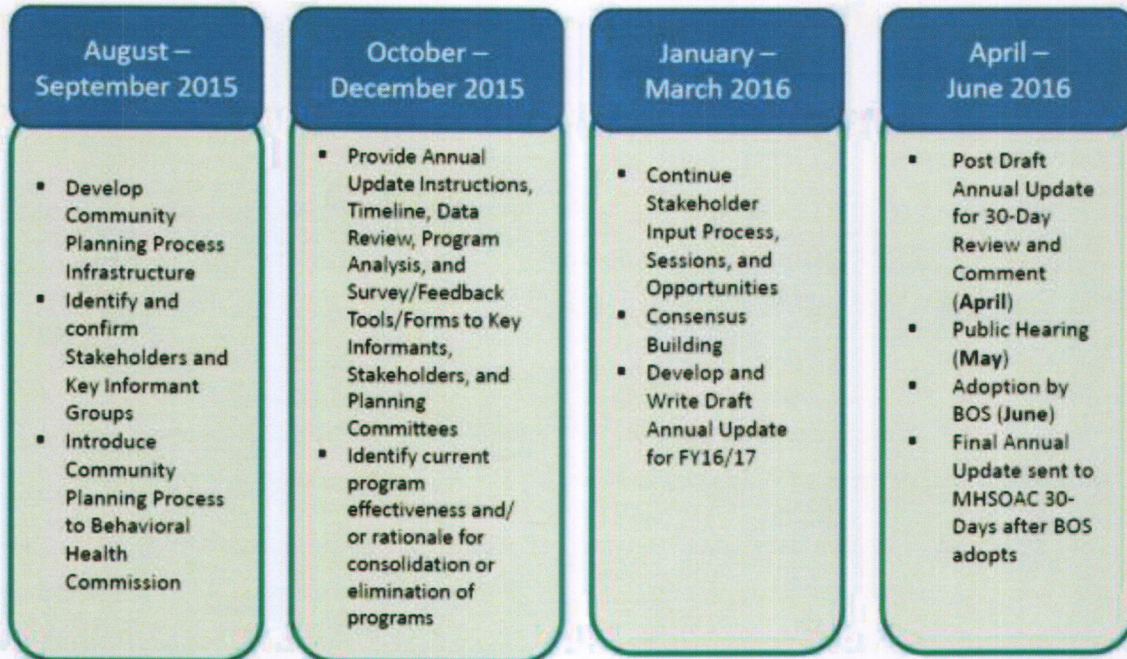 August –
September 2015
▪ Develop
Community
Planning Process
Infrastructure
▪ Identify and
confirm
Stakeholders and
Key Informant
Groups
▪ Introduce
Community
Planning Process
to Behavioral
Health
Commission
October –
December 2015
▪ Provide Annual
Update Instructions,
Timeline, Data
Review, Program
Analysis, and
Survey/Feedback
Tools/Forms to Key
Informants,
Stakeholders, and
Planning
Committees
▪ Identify current
program
effectiveness and/
or rationale for
consolidation or
elimination of
programs
January –
March 2016
▪ Continue
Stakeholder
Input Process,
Sessions, and
Opportunities
▪ Consensus
Building
▪ Develop and
Write Draft
Annual Update
for FY16/17
April –
June 2016
▪ Post Draft
Annual Update
for 30-Day
Review and
Comment
(April)
▪ Public Hearing
(May)
▪ Adoption by
BOS (June)
▪ Final Annual
Update sent to
MHSOAC 30-
Days after BOS
adopts